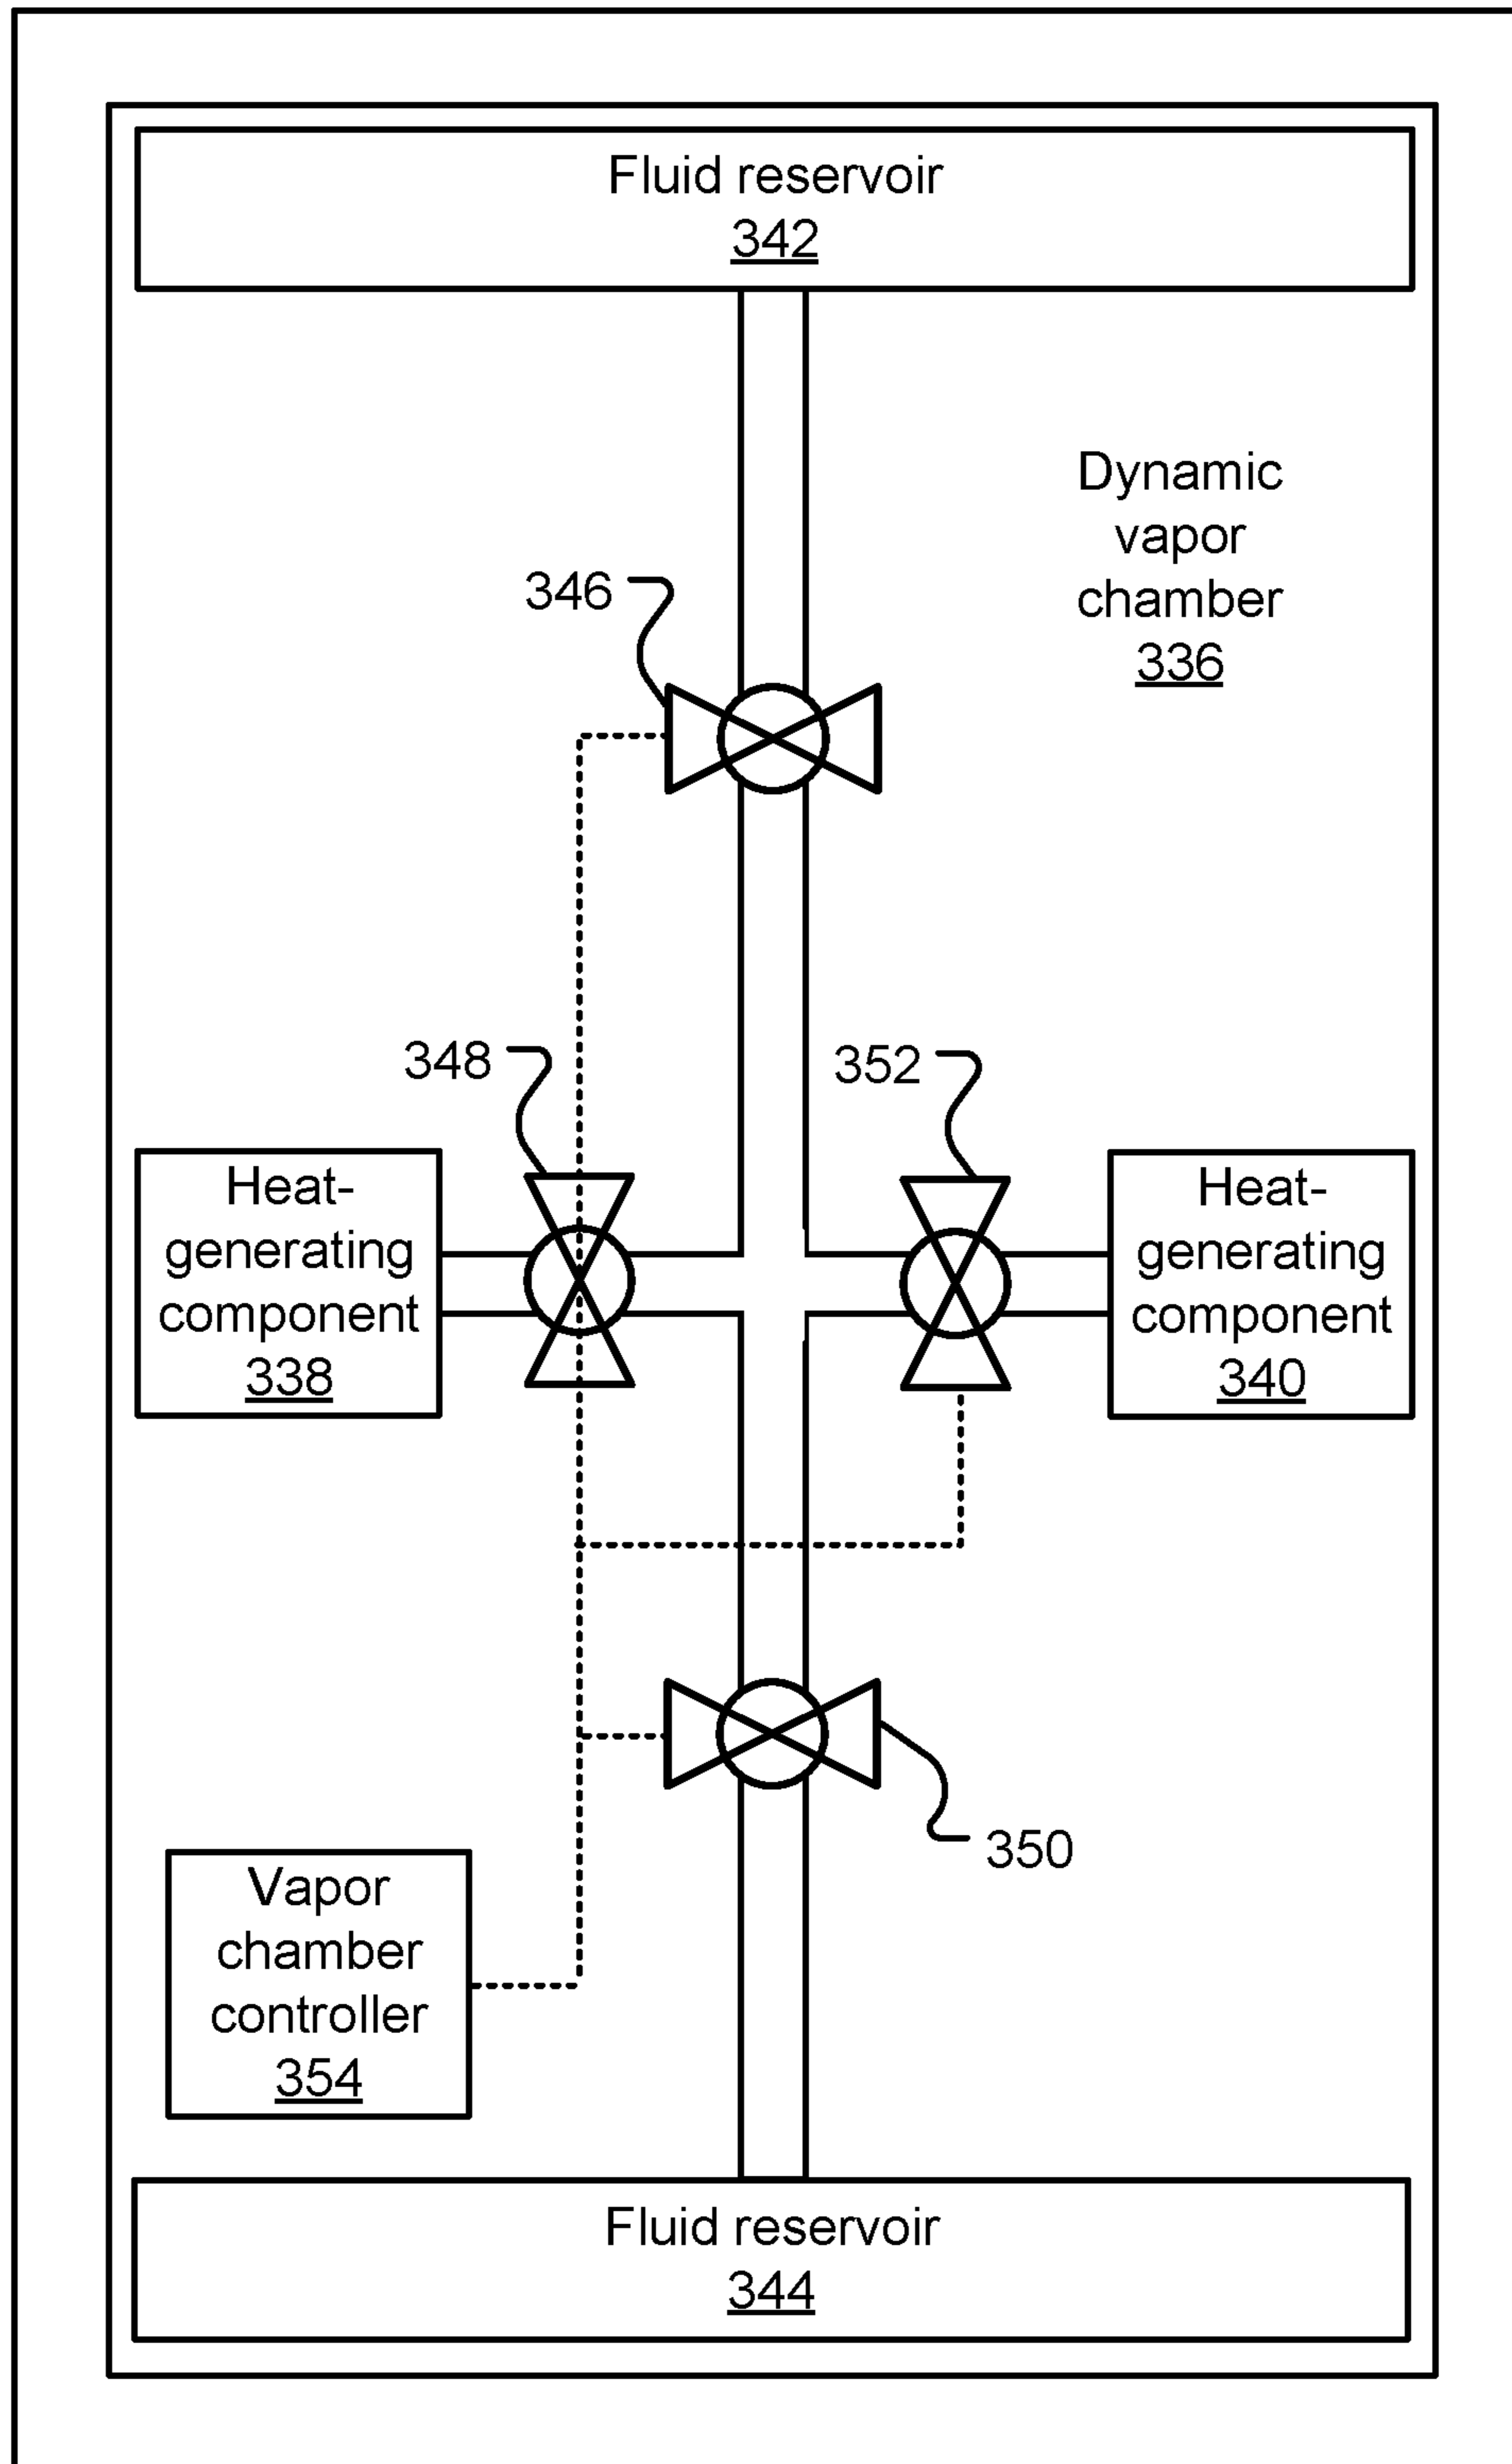 Fluid reservoir
342
Dynamic
vapor
chamber
336
346
348
352
Heat-
generating
component
338
Heat-
generating
component
340
350
Vapor
chamber
controller
354
Fluid reservoir
344